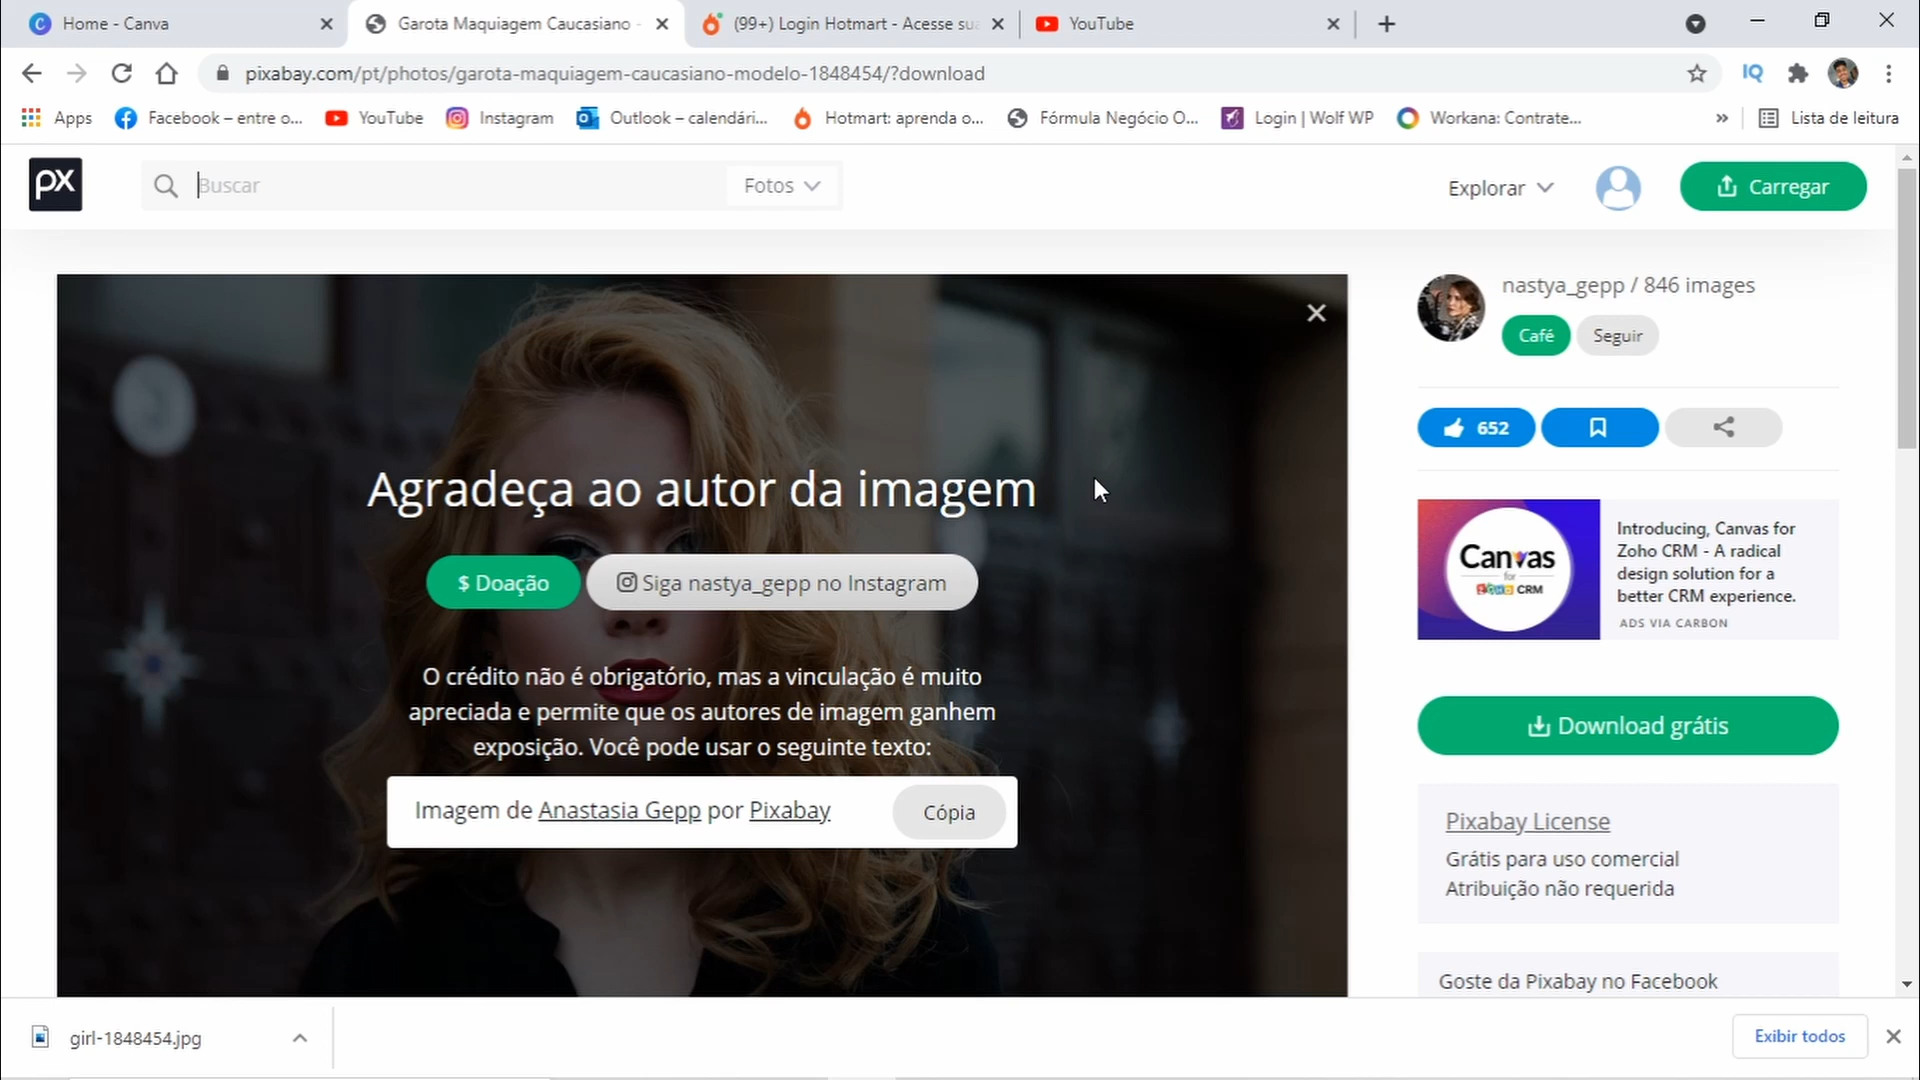 Home - Canva
Garota Maquiagem Caucasiano -
(99+) Login Hotmart - Acesse sua
YouTube
pixabay.com/pt/photos/garota-maquiagem-caucasiano-modelo-1848454/?download
IQ
Apps
Facebook – entre o...
YouTube
Instagram
Outlook – calendári...
Hotmart: aprenda o...
Fórmula Negócio O...
Login | Wolf WP
Workana: Contrate...
»
Lista de leitura
px
Buscar
Fotos
Explorar
Carregar
nastya_gepp / 846 images
Café
Seguir
652
Agradeça ao autor da imagem
$ Doação
Siga nastya_gepp no Instagram
O crédito não é obrigatório, mas a vinculação é muito
apreciada e permite que os autores de imagem ganhem
exposição. Você pode usar o seguinte texto:
Imagem de Anastasia Gepp por Pixabay
Cópia
Canvas
for
ZOHO CRM
Introducing, Canvas for
Zoho CRM - A radical
design solution for a
better CRM experience.
ADS VIA CARBON
Download grátis
Pixabay License
Grátis para uso comercial
Atribuição não requerida
Goste da Pixabay no Facebook
girl-1848454.jpg
Exibir todos